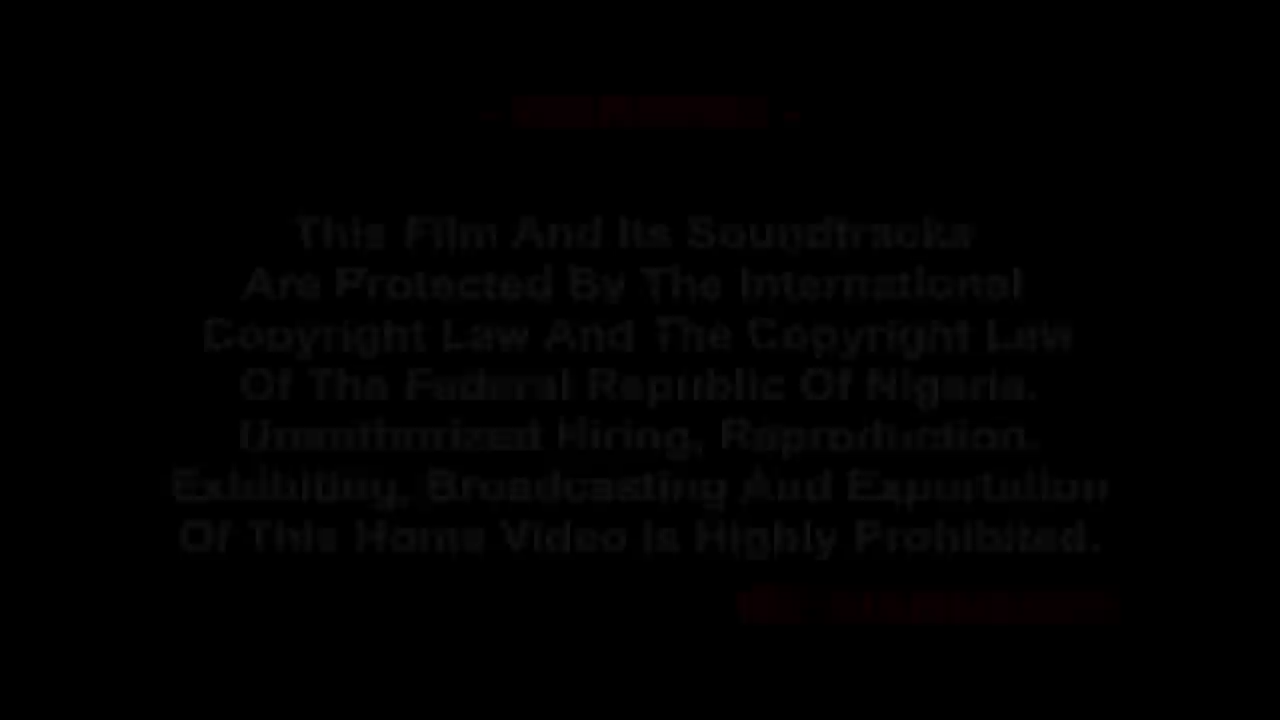 This Film And Its Soundtracks
Are Protected By The International
Copyright Law And The Copyright Law
Of The Federal Republic Of Nigeria.
Unauthorized Hiring, Reproduction.
Exhibiting, Broadcasting And Exportation
Of This Home Video Is Highly Prohibited.